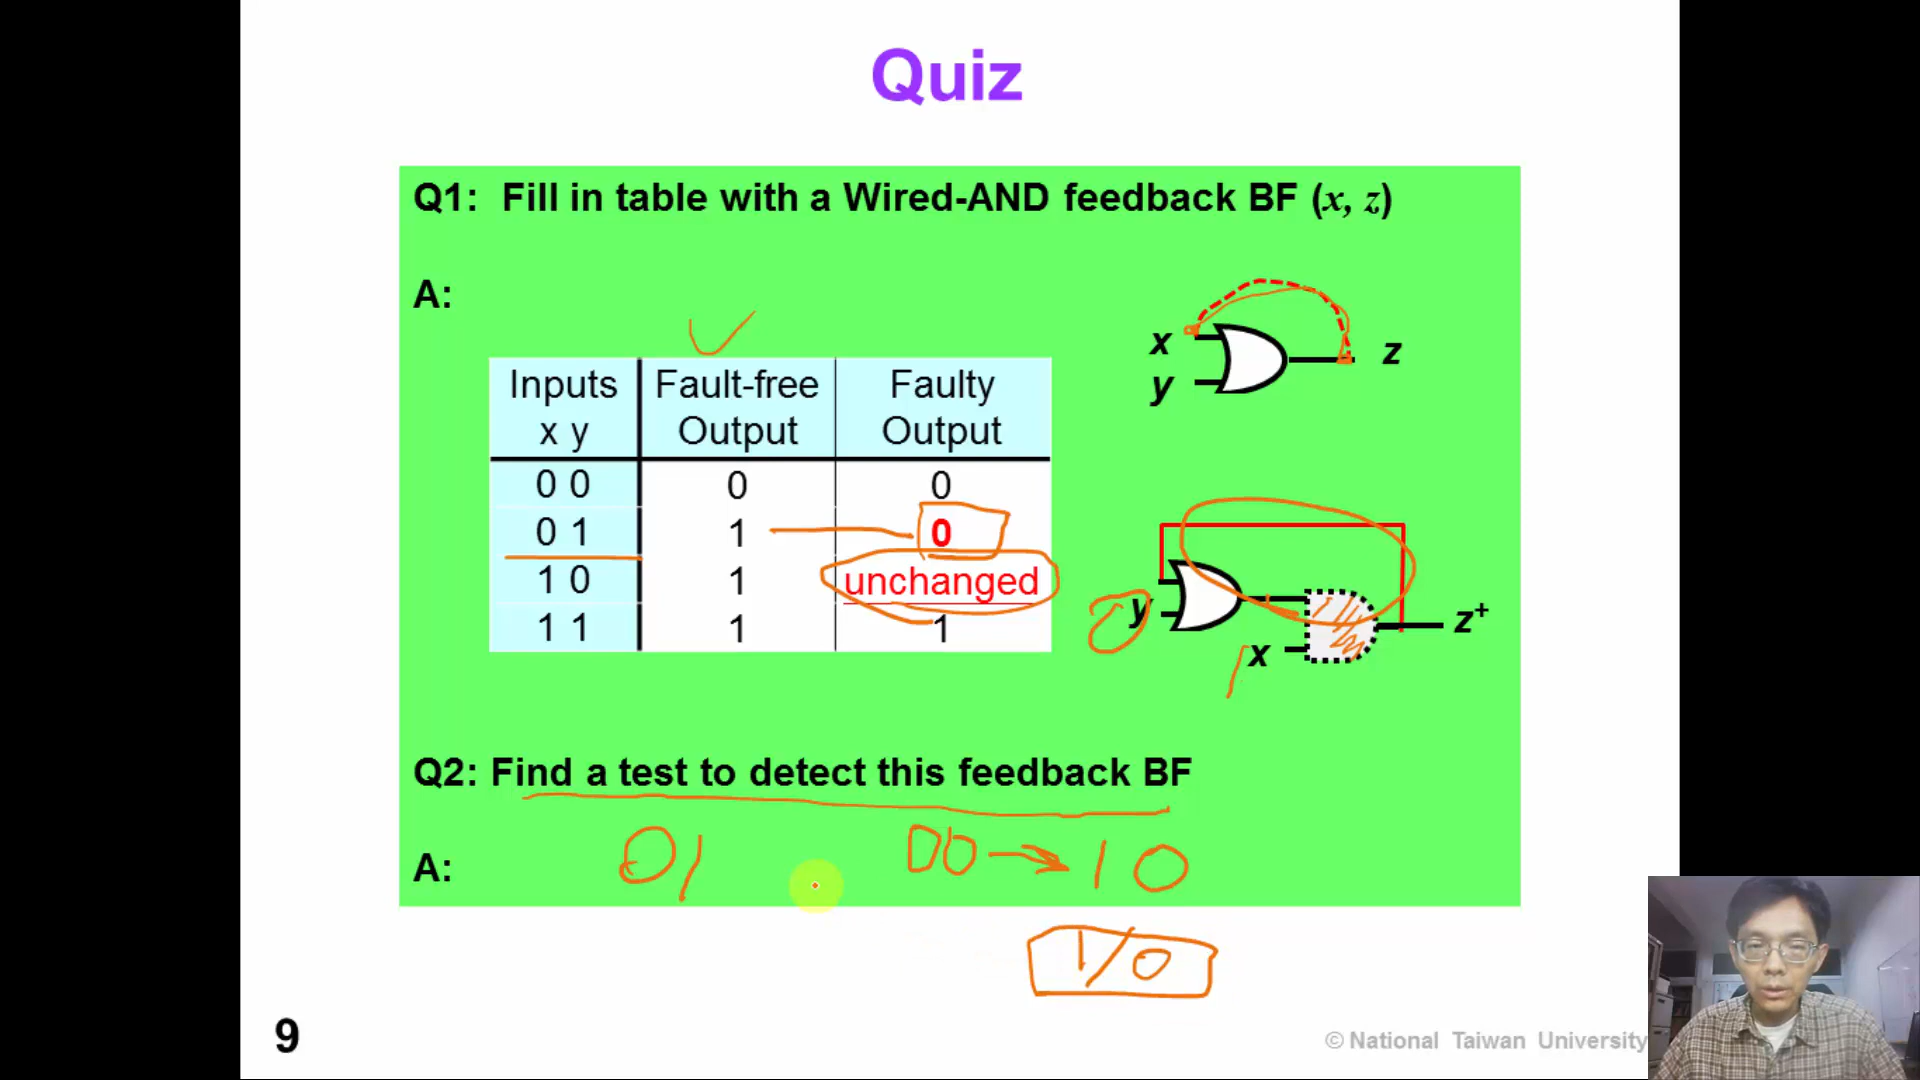 Quiz
Q1: Fill in table with a Wired-AND feedback BF (x, z)
A:
x
y
z
Inputs Fault-free Faulty
x y Output Output
0 0 0 0
0 1 1 0
1 0 1 unchanged
1 1 1 1
0 y
1 x
z+
Q2: Find a test to detect this feedback BF
A: 01 00 → 10
1/0
9
© National Taiwan University